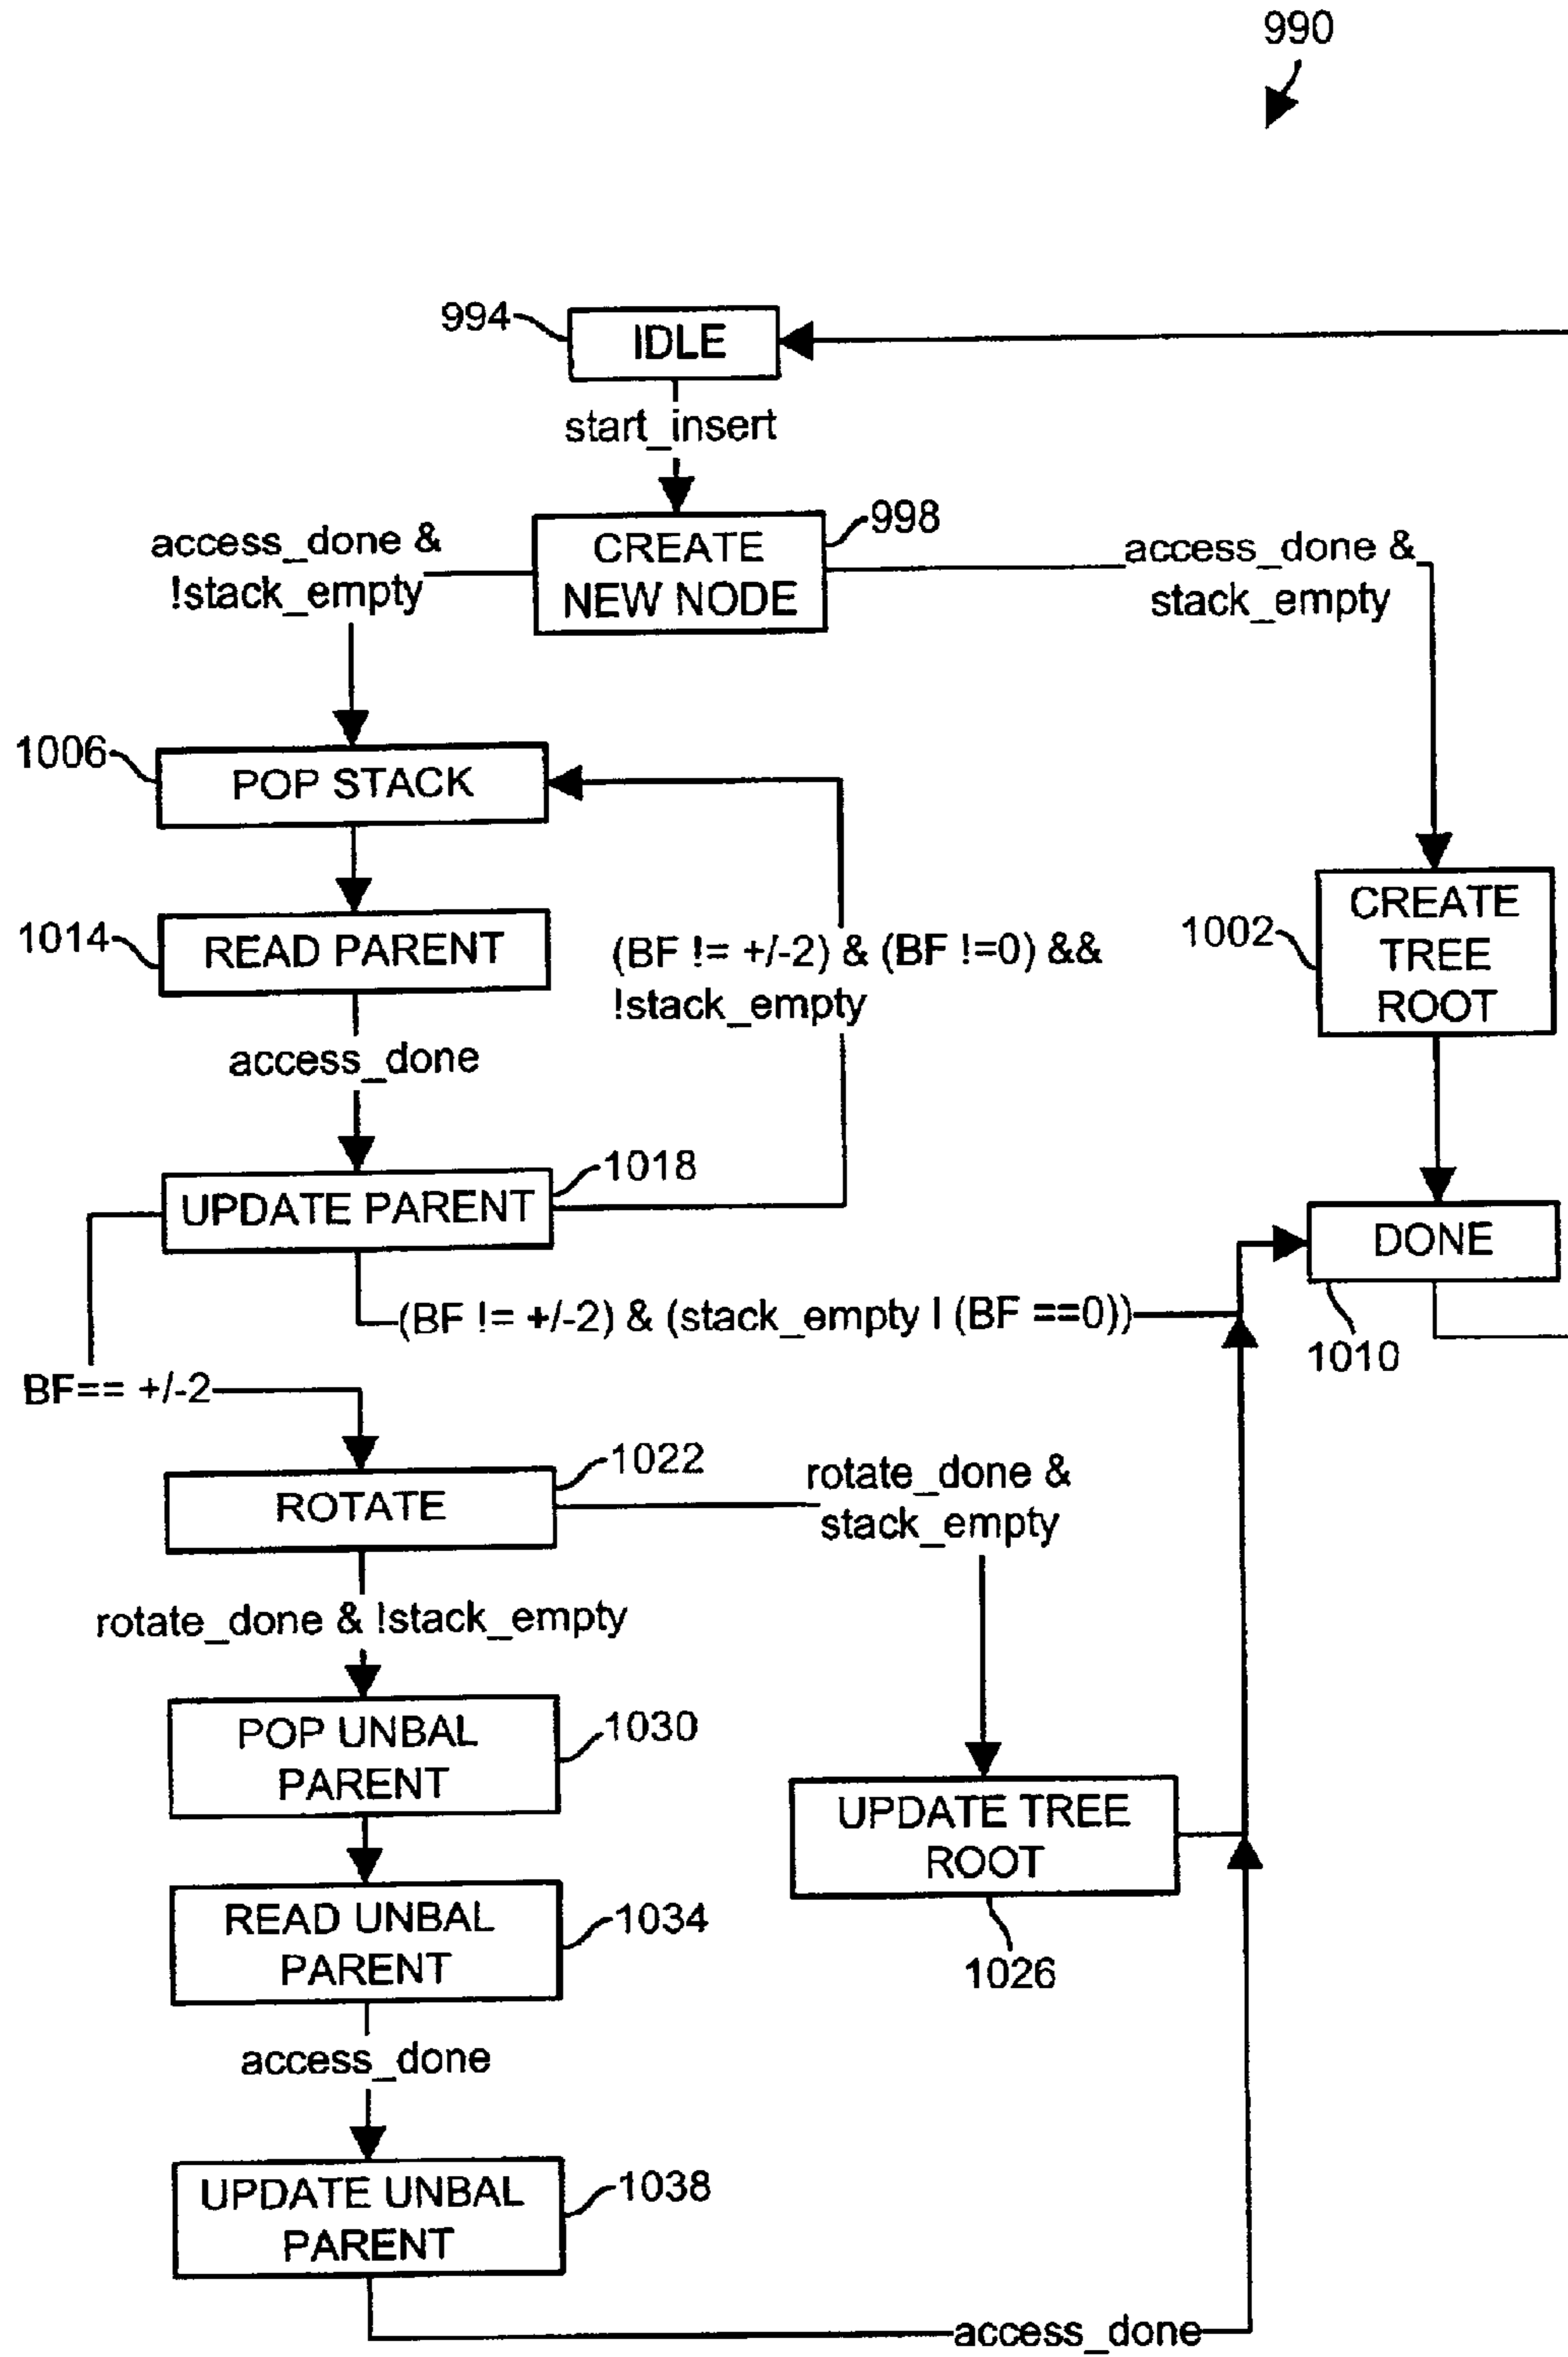 990
994
IDLE
start_insert
998
CREATE
NEW NODE
access_done &
!stack_empty
access_done &
stack_empty
1006
POP STACK
1014
READ PARENT
(BF != +/-2) & (BF !=0) &&
!stack_empty
1002
CREATE
TREE
ROOT
access_done
1018
UPDATE PARENT
DONE
1010
(BF != +/-2) & (stack_empty | (BF ==0))
BF== +/-2
1022
ROTATE
rotate_done &
stack_empty
rotate_done & !stack_empty
POP UNBAL
PARENT
1030
UPDATE TREE
ROOT
1026
READ UNBAL
PARENT
1034
access_done
UPDATE UNBAL
PARENT
1038
access_done